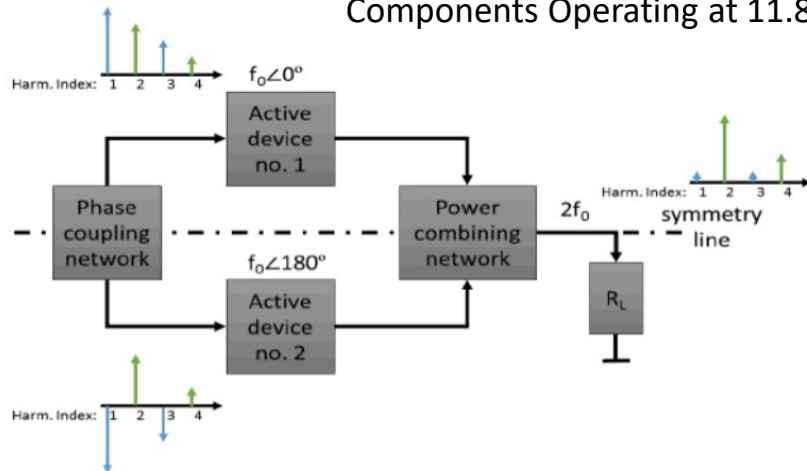 Components Operating at 11.8
Harm. Index: 1 2 3 4
f₀∠0°
Active
device
no. 1
Phase
coupling
network
Power
combining
network
2f₀
Harm. Index: 1 2 3 4
symmetry
line
f₀∠180°
Active
device
no. 2
R_L
Harm. Index: 1 2 3 4